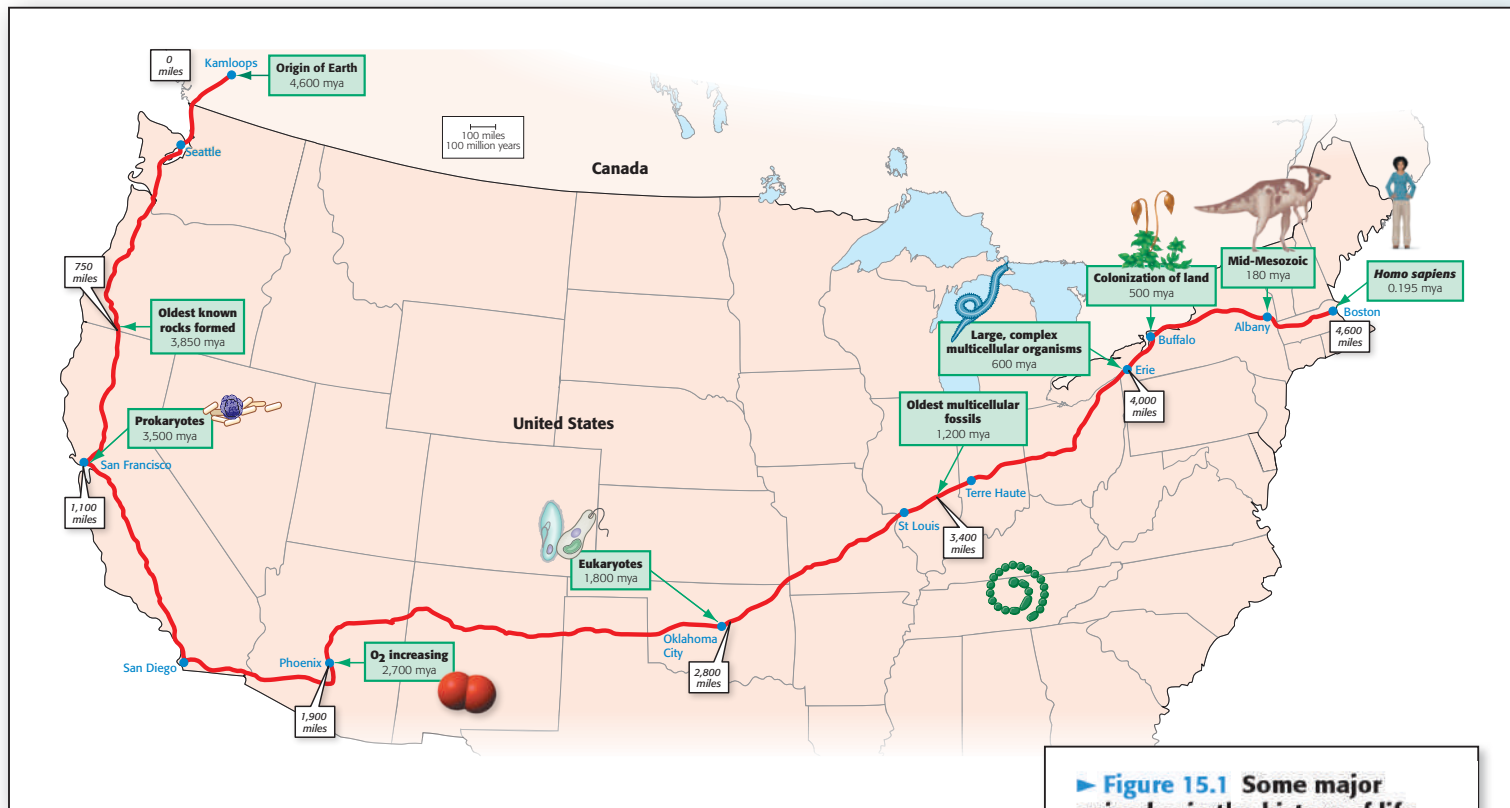 0
miles
Kamloops
Origin of Earth
4,600 mya
Seattle
100 miles
100 million years
Canada
750
miles
Oldest known
rocks formed
3,850 mya
Prokaryotes
3,500 mya
San Francisco
1,100
miles
United States
San Diego
Phoenix
O₂ increasing
2,700 mya
1,900
miles
Eukaryotes
1,800 mya
Oklahoma
City
2,800
miles
St Louis
Oldest multicellular
fossils
1,200 mya
Terre Haute
3,400
miles
Large, complex
multicellular organisms
600 mya
Erie
4,000
miles
Colonization of land
500 mya
Buffalo
Mid-Mesozoic
180 mya
Albany
Homo sapiens
0.195 mya
Boston
4,600
miles
► Figure 15.1 Some major
in the history of